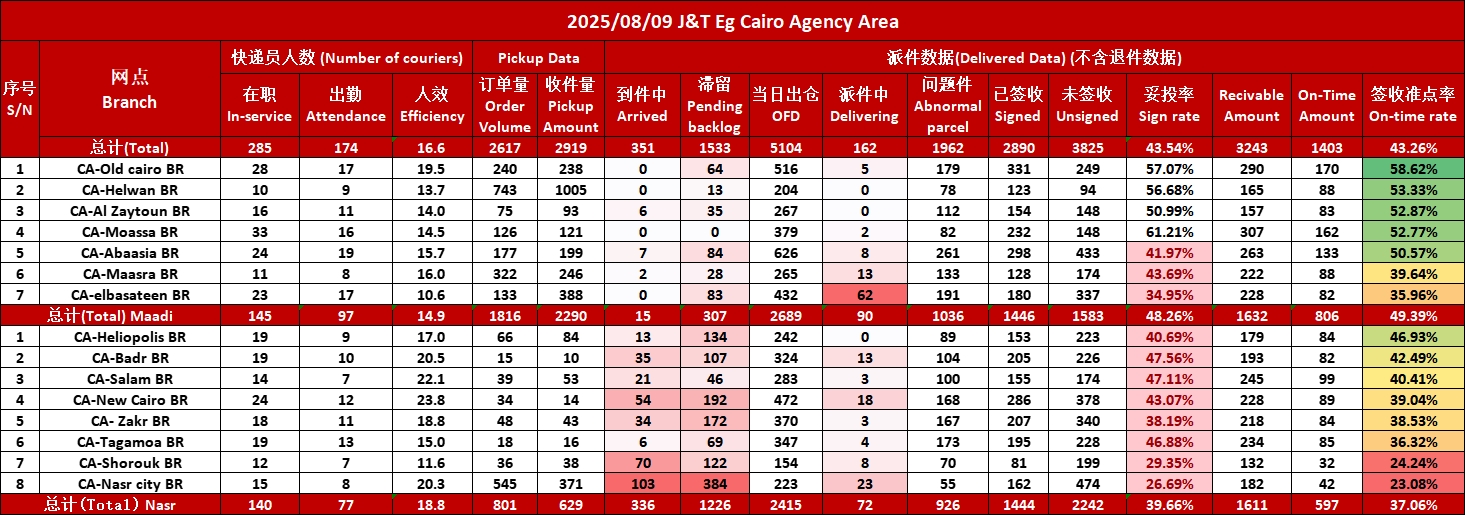 2025/08/09 J&T Eg Cairo Agency Area
序号 S/N 网点 Branch 快递员人数 (Number of couriers) Pickup Data 派件数据(Delivered Data) (不含退件数据)
在职 In-service 出勤 Attendance 人效 Efficiency 订单量 Order Volume 收件量 Pickup Amount 到件中 Arrived 滞留 Pending backlog 当日出仓 OFD 派件中 Delivering 问题件 Abnormal parcel 已签收 Signed 未签收 Unsigned 妥投率 Sign rate Recivable Amount On-Time Amount 签收准点率 On-time rate
总计(Total) 285 174 16.6 2617 2919 351 1533 5104 162 1962 2890 3825 43.54% 3243 1403 43.26%
1 CA-Old cairo BR 28 17 19.5 240 238 0 64 516 5 179 331 249 57.07% 290 170 58.62%
2 CA-Helwan BR 10 9 13.7 743 1005 0 13 204 0 78 123 94 56.68% 165 88 53.33%
3 CA-Al Zaytoun BR 16 11 14.0 75 93 6 35 267 0 112 154 148 50.99% 157 83 52.87%
4 CA-Moassa BR 33 16 14.5 126 121 0 0 379 2 82 232 148 61.21% 307 162 52.77%
5 CA-Abaasia BR 24 19 15.7 177 199 7 84 626 8 261 298 433 41.97% 263 133 50.57%
6 CA-Maasra BR 11 8 16.0 322 246 2 28 265 13 133 128 174 43.69% 222 88 39.64%
7 CA-elbasateen BR 23 17 10.6 133 388 0 83 432 62 191 180 337 34.95% 228 82 35.96%
总计(Total) Maadi 145 97 14.9 1816 2290 15 307 2689 90 1036 1446 1583 48.26% 1632 806 49.39%
1 CA-Heliopolis BR 19 9 17.0 66 84 13 134 242 0 89 153 223 40.69% 179 84 46.93%
2 CA-Badr BR 19 10 20.5 15 10 35 107 324 13 104 205 226 47.56% 193 82 42.49%
3 CA-Salam BR 14 7 22.1 39 53 21 46 283 3 100 155 174 47.11% 245 99 40.41%
4 CA-New Cairo BR 24 12 23.8 34 14 54 192 472 18 168 286 378 43.07% 228 89 39.04%
5 CA- Zakr BR 18 11 18.8 48 43 34 172 370 3 167 207 340 38.19% 218 84 38.53%
6 CA-Tagamoa BR 19 13 15.0 18 16 6 69 347 4 173 195 228 46.88% 234 85 36.32%
7 CA-Shorouk BR 12 7 11.6 36 38 70 122 154 8 70 81 199 29.35% 132 32 24.24%
8 CA-Nasr city BR 15 8 20.3 545 371 103 384 223 23 55 162 474 26.69% 182 42 23.08%
总计(Total) Nasr 140 77 18.8 801 629 336 1226 2415 72 926 1444 2242 39.66% 1611 597 37.06%